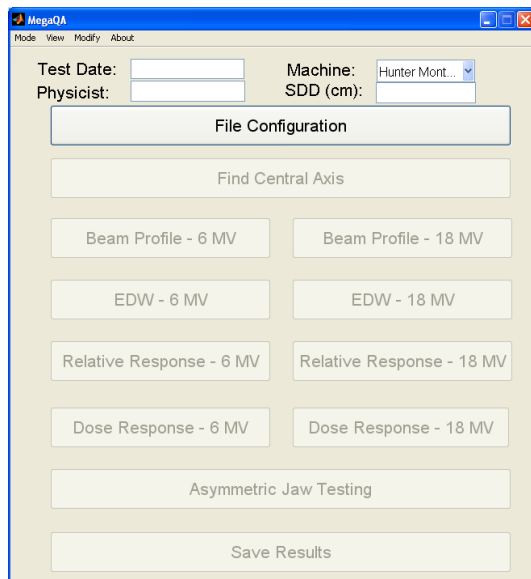 MegaQA
Mode View Modify About
Test Date: Machine: Hunter Mont...
Physicist: SDD (cm):
File Configuration
Find Central Axis
Beam Profile - 6 MV Beam Profile - 18 MV
EDW - 6 MV EDW - 18 MV
Relative Response - 6 MV Relative Response - 18 MV
Dose Response - 6 MV Dose Response - 18 MV
Asymmetric Jaw Testing
Save Results